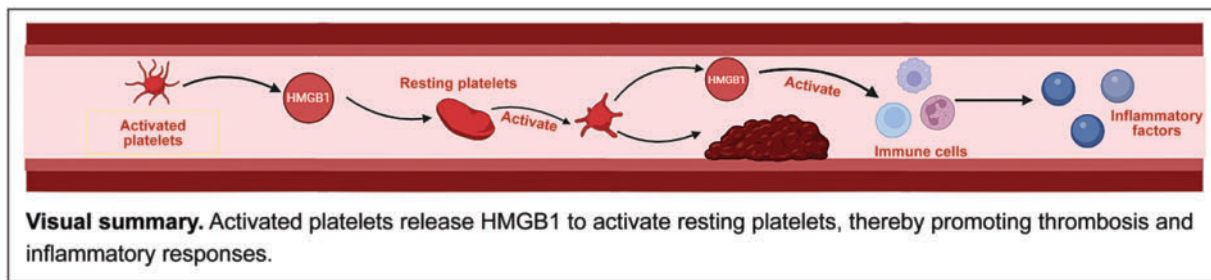 Activated
platelets
HMGB1
Resting platelets
Activate
HMGB1
Activate
Immune cells
Inflammatory
factors
Visual summary. Activated platelets release HMGB1 to activate resting platelets, thereby promoting thrombosis and
inflammatory responses.